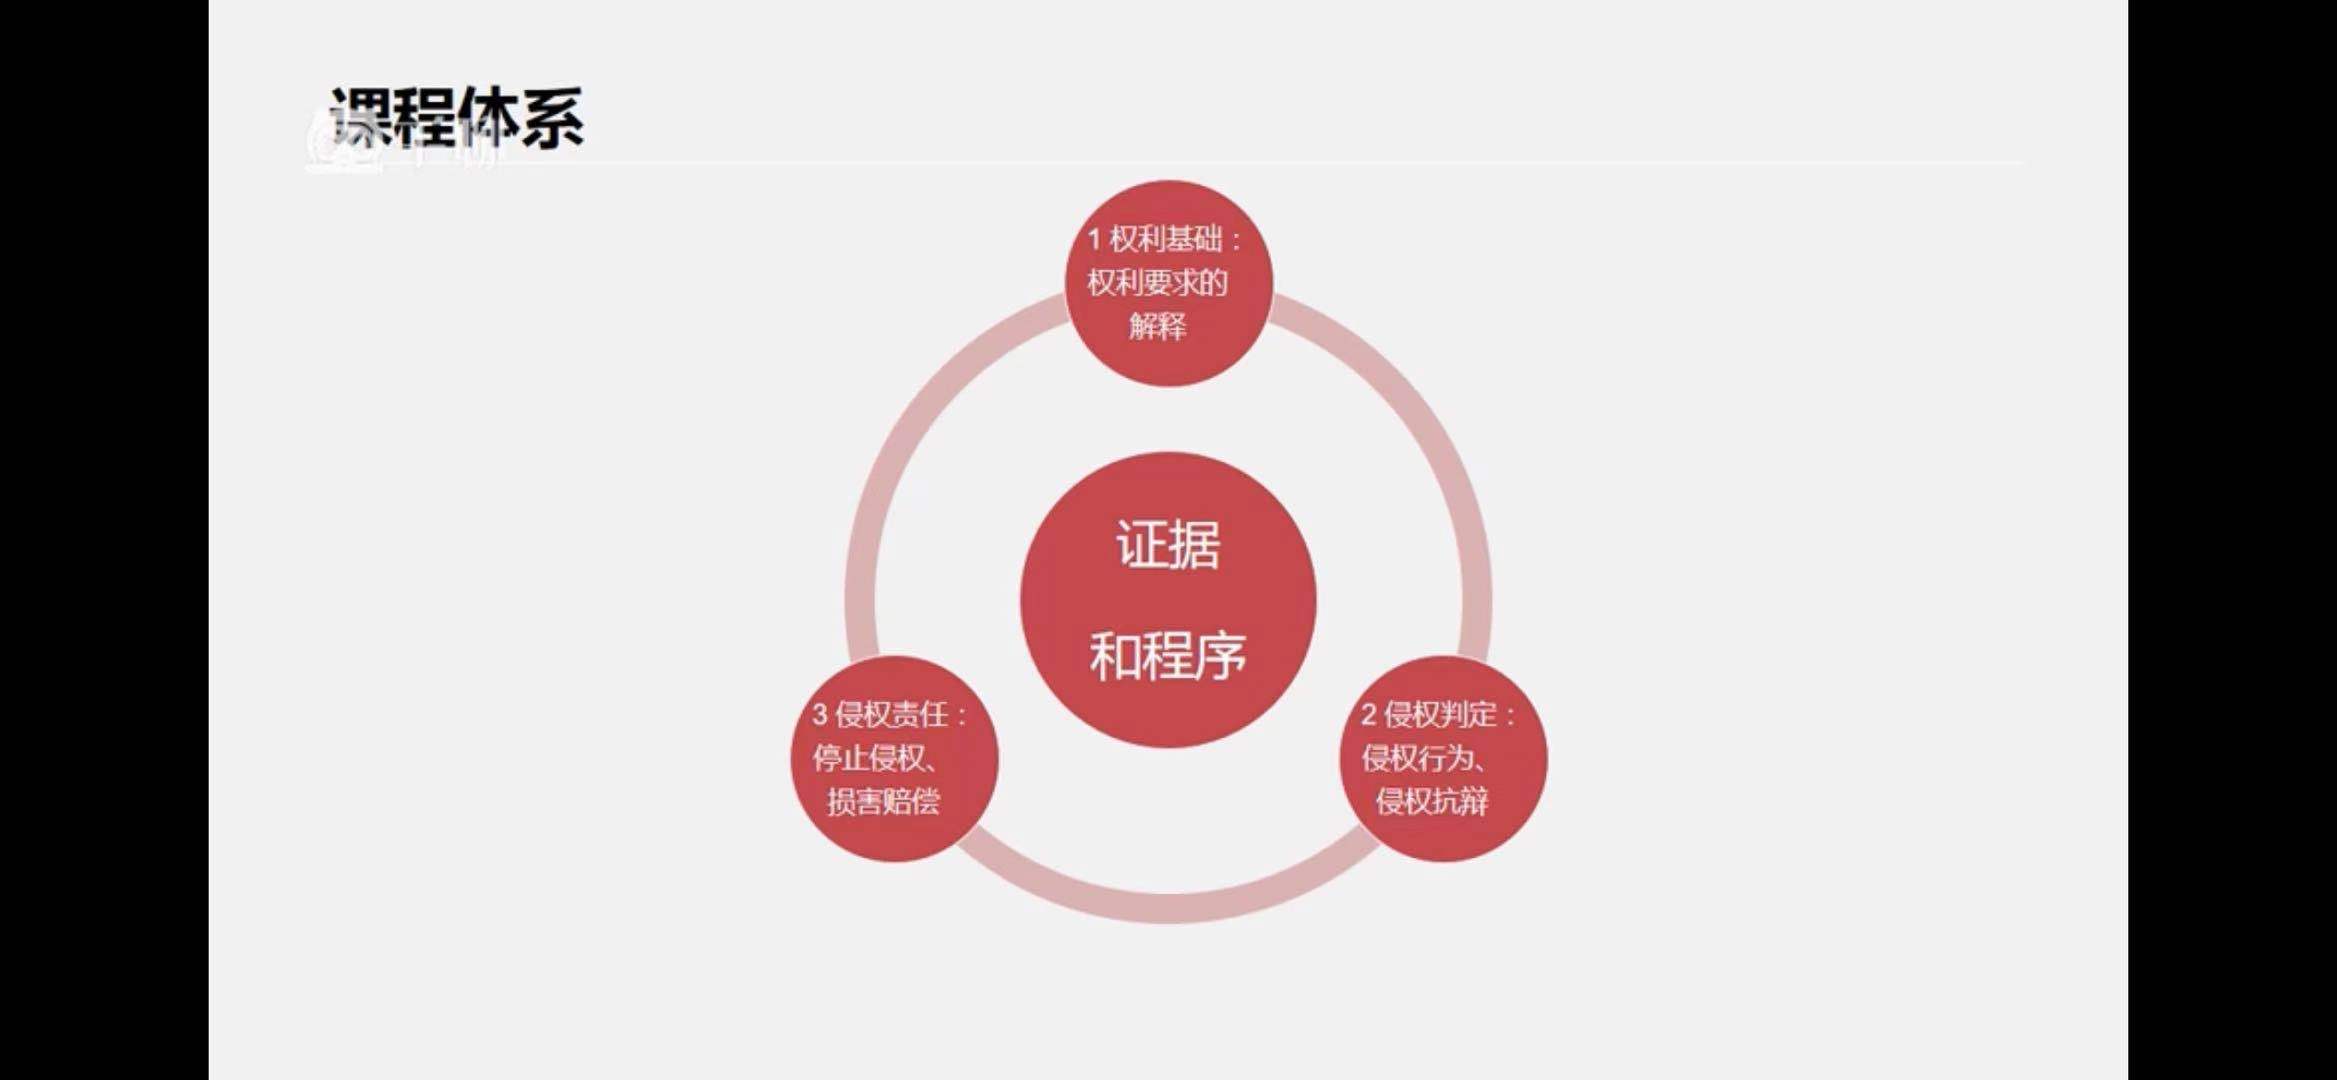 课程体系
1 权利基础：
权利要求的
解释
证据
和程序
3 侵权责任：
停止侵权、
损害赔偿
2 侵权判定：
侵权行为、
侵权抗辩